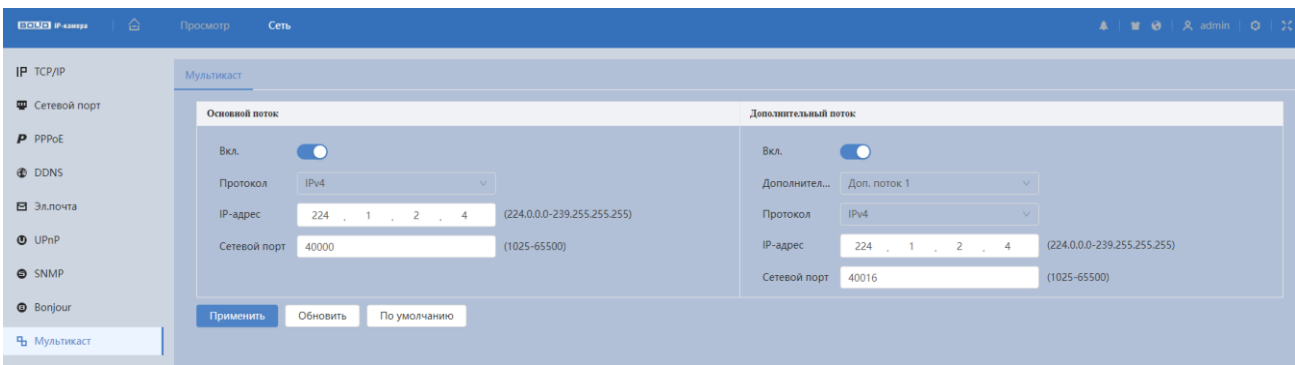 BOLID IP-камера Просмотр Сеть admin
IP TCP/IP
Сетевой порт
P PPPoE
DDNS
Эл.почта
UPnP
SNMP
Bonjour
Мультикаст
Мультикаст
Основной поток
Вкл.
Протокол IPv4
IP-адрес 224 . 1 . 2 . 4 (224.0.0.0-239.255.255.255)
Сетевой порт 40000 (1025-65500)
Дополнительный поток
Вкл.
Дополнител... Доп. поток 1
Протокол IPv4
IP-адрес 224 . 1 . 2 . 4 (224.0.0.0-239.255.255.255)
Сетевой порт 40016 (1025-65500)
Применить Обновить По умолчанию